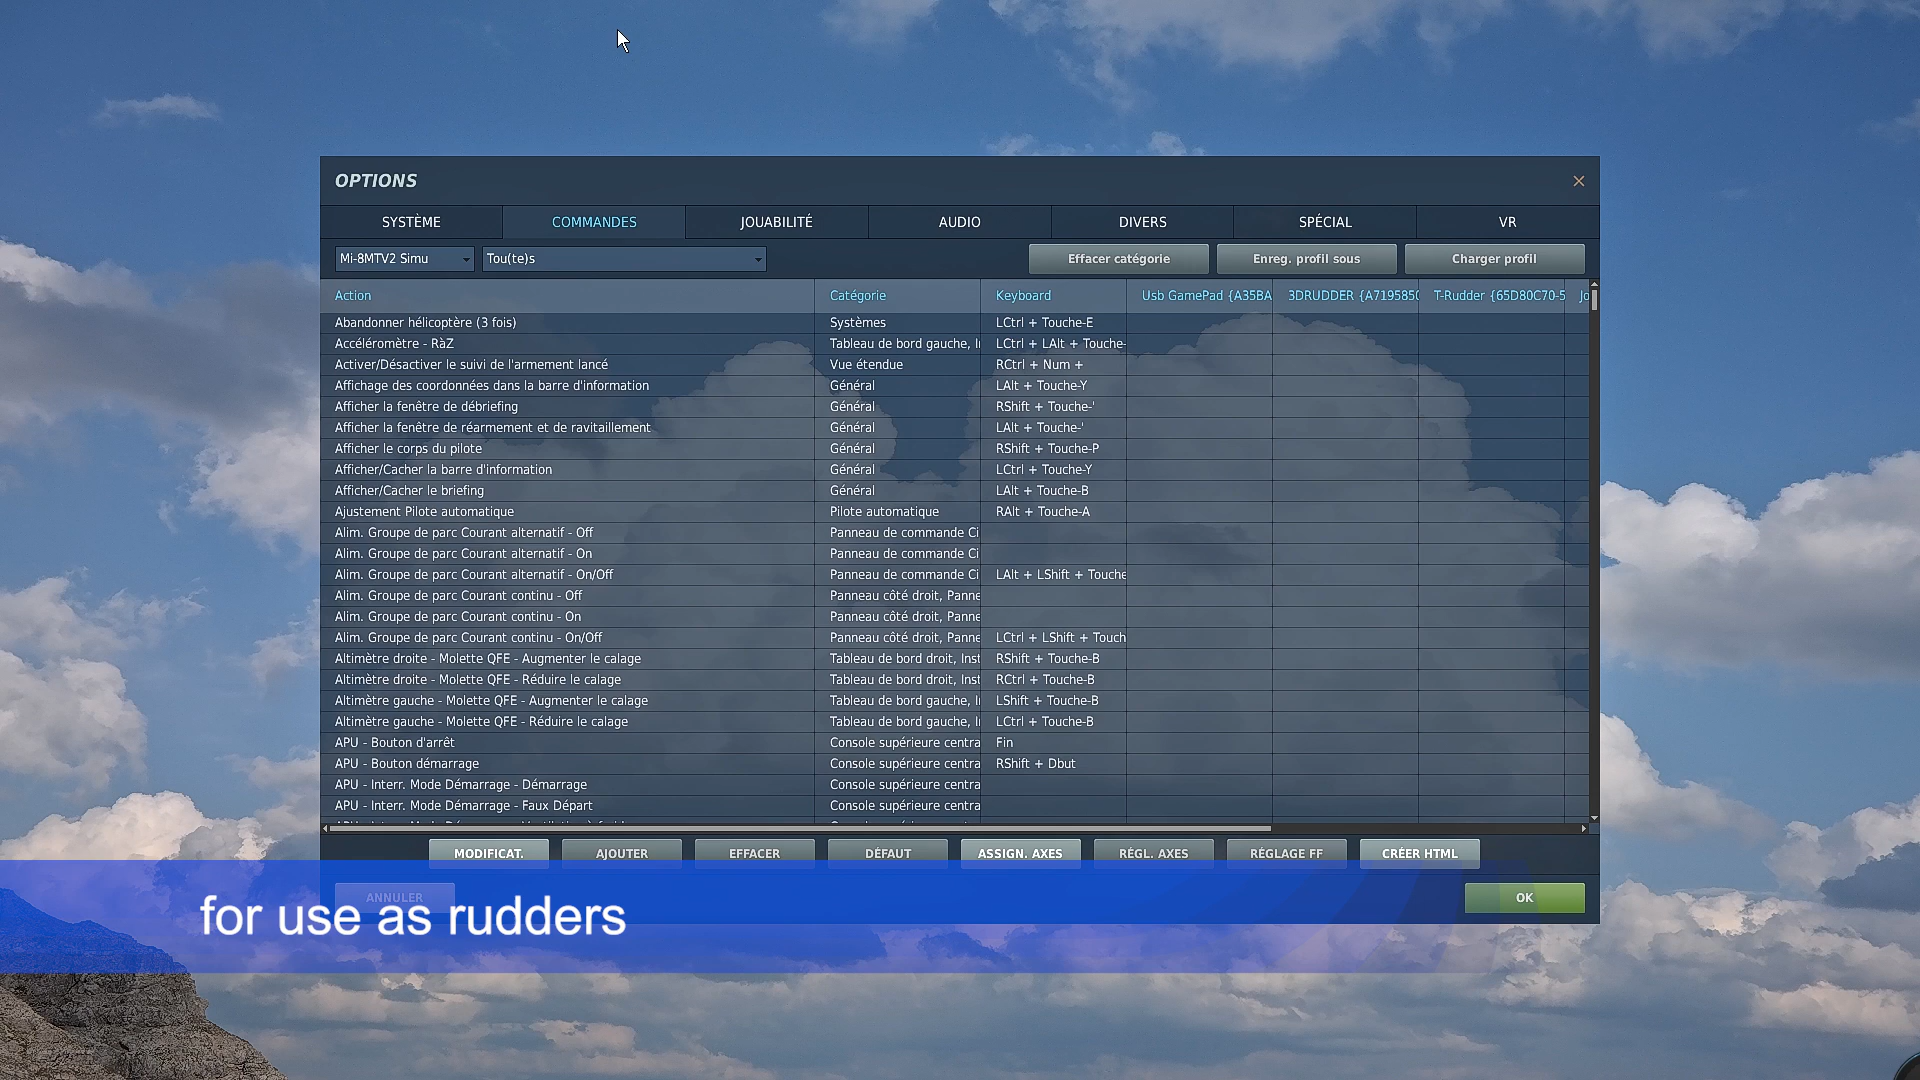 OPTIONS
SYSTÈME COMMANDES JOUABILITÉ AUDIO DIVERS SPÉCIAL VR
Mi-8MTV2 Simu Tou(te)s Effacer catégorie Enreg. profil sous Charger profil
Action Catégorie Keyboard Usb GamePad {A35BA 3DRUDDER {A7195850 T-Rudder {65D80C70-5 Jo
Abandonner hélicoptère (3 fois) Systèmes LCtrl + Touche-E
Accéléromètre - RàZ Tableau de bord gauche, I LCtrl + LAlt + Touche-
Activer/Désactiver le suivi de l'armement lancé Vue étendue RCtrl + Num +
Affichage des coordonnées dans la barre d'information Général LAlt + Touche-Y
Afficher la fenêtre de débriefing Général RShift + Touche-'
Afficher la fenêtre de réarmement et de ravitaillement Général LAlt + Touche-'
Afficher le corps du pilote Général RShift + Touche-P
Afficher/Cacher la barre d'information Général LCtrl + Touche-Y
Afficher/Cacher le briefing Général LAlt + Touche-B
Ajustement Pilote automatique Pilote automatique RAlt + Touche-A
Alim. Groupe de parc Courant alternatif - Off Panneau de commande Ci
Alim. Groupe de parc Courant alternatif - On Panneau de commande Ci
Alim. Groupe de parc Courant alternatif - On/Off Panneau de commande Ci LAlt + LShift + Touche
Alim. Groupe de parc Courant continu - Off Panneau côté droit, Panne
Alim. Groupe de parc Courant continu - On Panneau côté droit, Panne
Alim. Groupe de parc Courant continu - On/Off Panneau côté droit, Panne LCtrl + LShift + Touch
Altimètre droite - Molette QFE - Augmenter le calage Tableau de bord droit, Inst RShift + Touche-B
Altimètre droite - Molette QFE - Réduire le calage Tableau de bord droit, Inst RCtrl + Touche-B
Altimètre gauche - Molette QFE - Augmenter le calage Tableau de bord gauche, I LShift + Touche-B
Altimètre gauche - Molette QFE - Réduire le calage Tableau de bord gauche, I LCtrl + Touche-B
APU - Bouton d'arrêt Console supérieure centra Fin
APU - Bouton démarrage Console supérieure centra RShift + Dbut
APU - Interr. Mode Démarrage - Démarrage Console supérieure centra
APU - Interr. Mode Démarrage - Faux Départ Console supérieure centra
MODIFICAT. AJOUTER EFFACER DÉFAUT ASSIGN. AXES RÉGL. AXES RÉGLAGE FF CRÉER HTML
ANNULER OK
for use as rudders